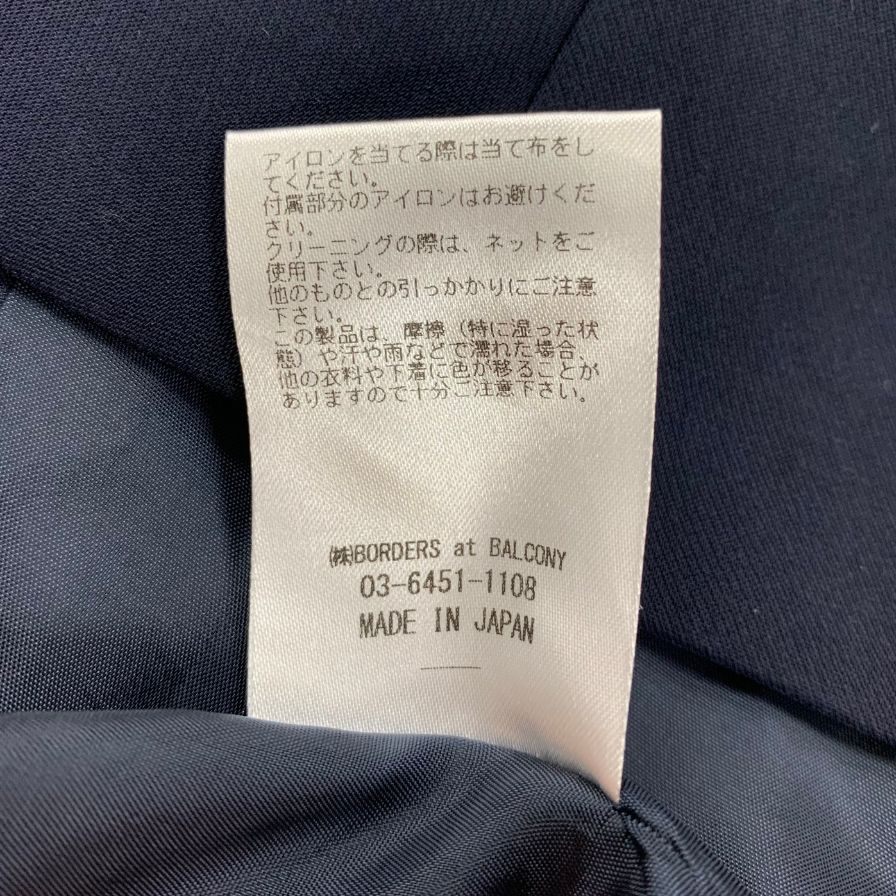 アイロンを当てる際は当て布をし
てください。
付属部分のアイロンはお避けくだ
さい。
クリーニングの際は、ネットをご
使用下さい。
他のものとの引っかかりにご注意
下さい。
この製品は、摩擦（特に湿った状
態）や汗や雨などで濡れた場合、
他の衣料や下着に色が移ることが
ありますので十分ご注意下さい。
㈱BORDERS at BALCONY
03-6451-1108
MADE IN JAPAN